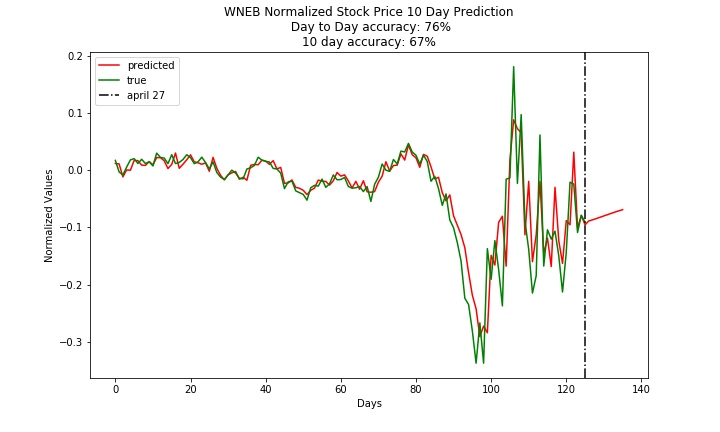 WNEB Normalized Stock Price 10 Day Prediction
Day to Day accuracy: 76%
10 day accuracy: 67%
predicted
true
april 27
0.2
0.1
0.0
−0.1
−0.2
−0.3
Normalized Values
0 20 40 60 80 100 120 140
Days